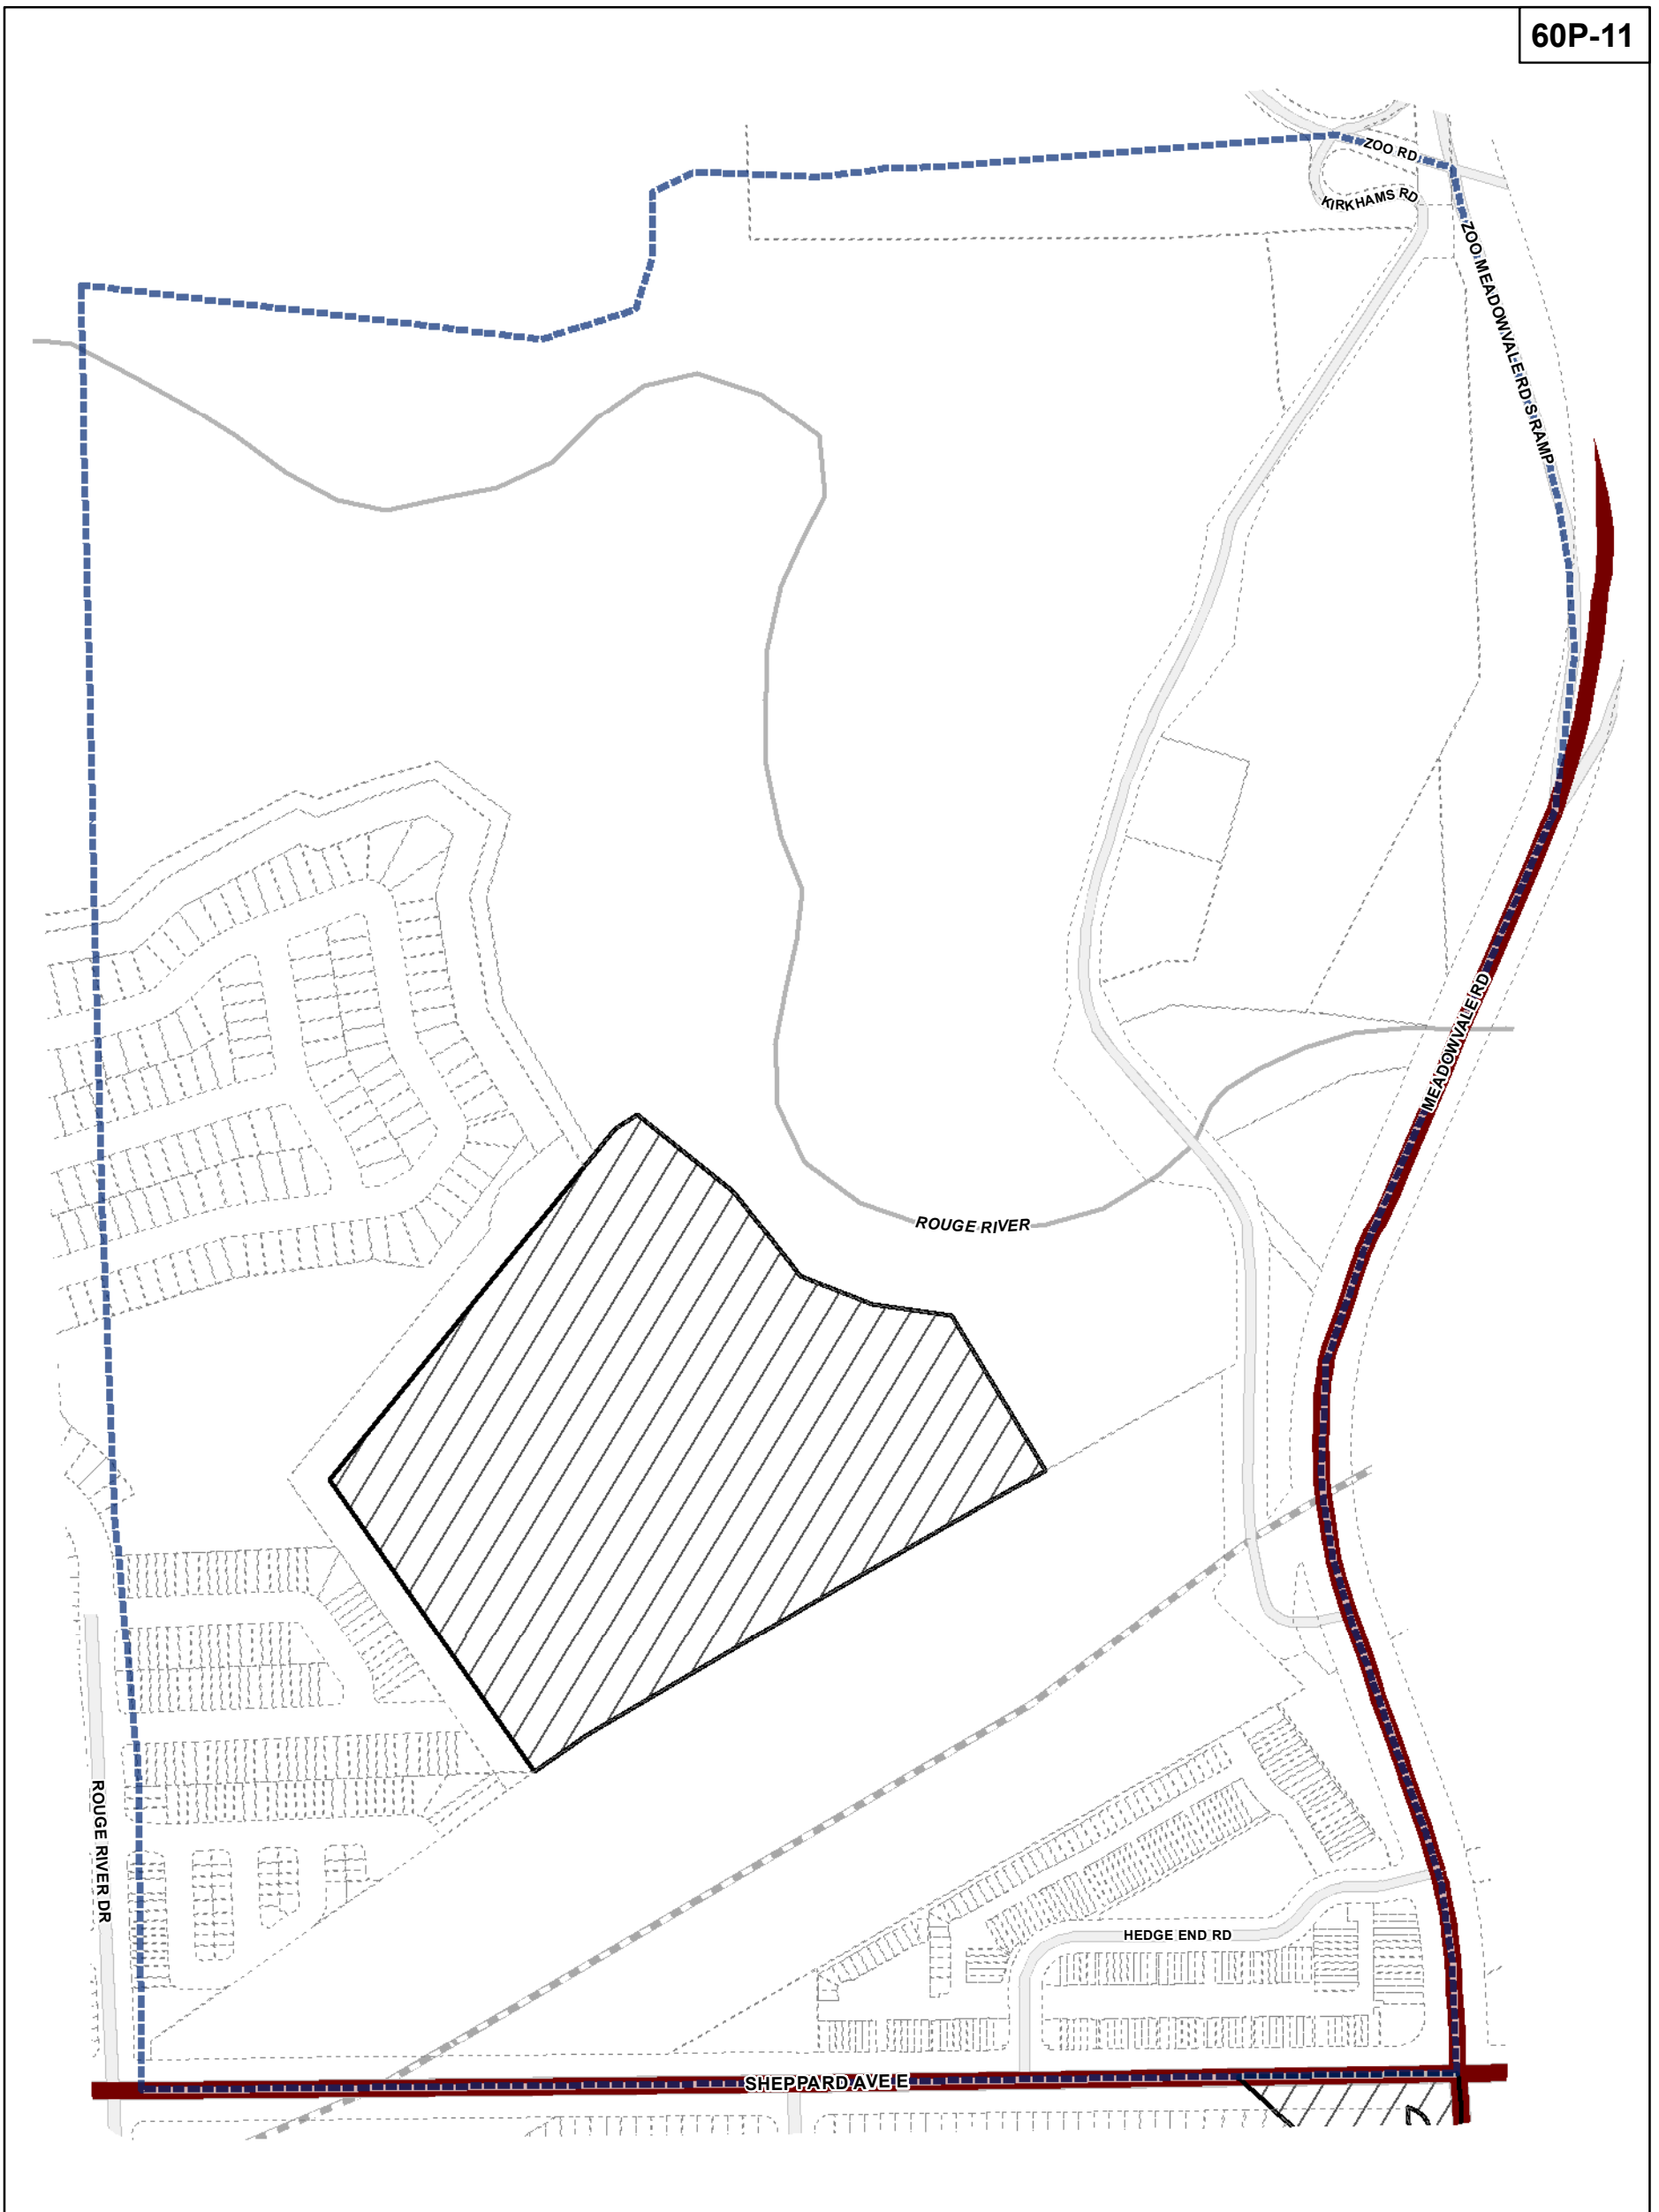 60P-11
ZOO RD
KIRKHAMS RD
ZOO MEADOWVALE RD S RAMP
MEADOWVALE RD
ROUGE RIVER
ROUGE RIVER DR
HEDGE END RD
SHEPPARD AVE E